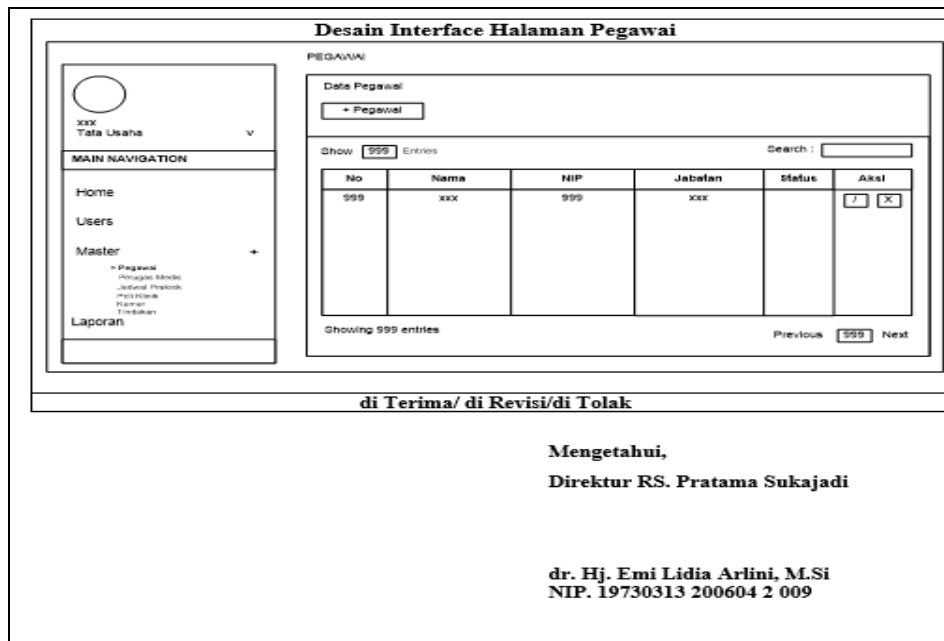 Desain Interface Halaman Pegawai
PEGAWAI
xxx
Tata Usaha v
MAIN NAVIGATION
Home
Users
Master +
> Pegawai
Petugas Medis
Jadwal Praktek
Poli Klinik
Kamar
Tindakan
Laporan
Data Pegawai
+ Pegawai
Show 999 Entries Search :
No Nama NIP Jabatan Status Aksi
999 xxx 999 xxx / X
Showing 999 entries Previous 999 Next
di Terima/ di Revisi/di Tolak
Mengetahui,
Direktur RS. Pratama Sukajadi
dr. Hj. Emi Lidia Arlini, M.Si
NIP. 19730313 200604 2 009